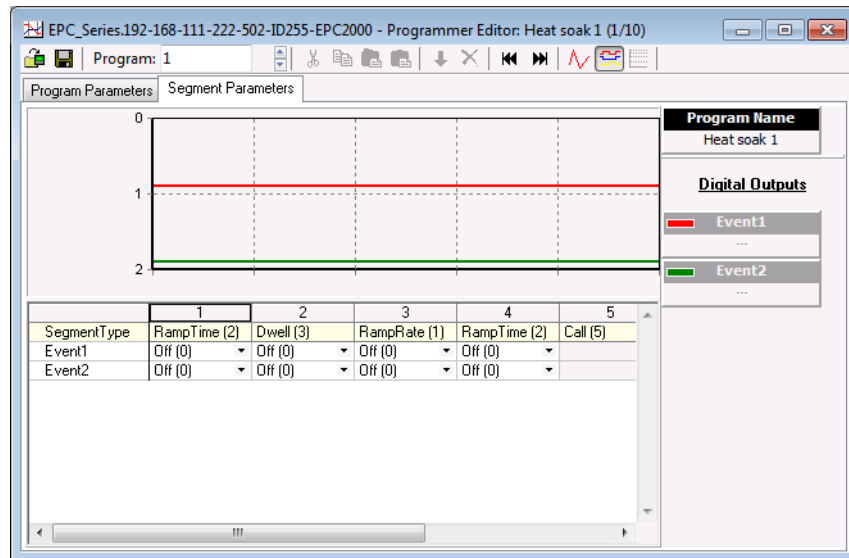 EPC_Series.192-168-111-222-502-ID255-EPC2000 - Programmer Editor: Heat soak 1 (1/10)
Program: 1
Program Parameters Segment Parameters
0
1
2
Program Name
Heat soak 1
Digital Outputs
Event1
---
Event2
---
1 2 3 4 5
SegmentType RampTime (2) Dwell (3) RampRate (1) RampTime (2) Call (5)
Event1 Off (0) Off (0) Off (0) Off (0)
Event2 Off (0) Off (0) Off (0) Off (0)